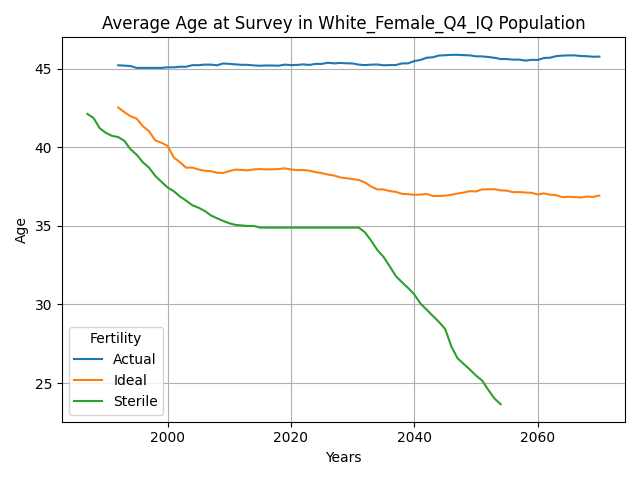 Average Age at Survey in White_Female_Q4_IQ Population
Age
45
40
35
30
25
Fertility
Actual
Ideal
Sterile
2000
2020
2040
2060
Years